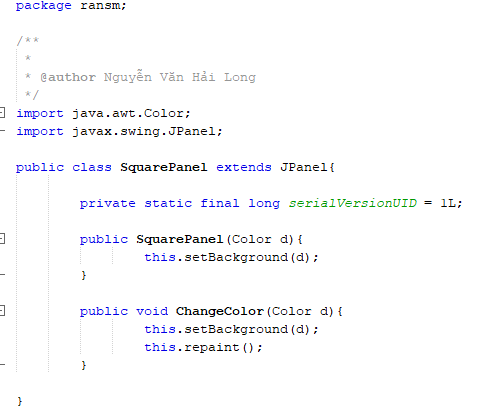 package ransm;
/**
 *
 * @author Nguyễn Văn Hải Long
 */
import java.awt.Color;
import javax.swing.JPanel;
public class SquarePanel extends JPanel{
private static final long serialVersionUID = 1L;
public SquarePanel(Color d){
this.setBackground(d);
}
public void ChangeColor(Color d){
this.setBackground(d);
this.repaint();
}
}